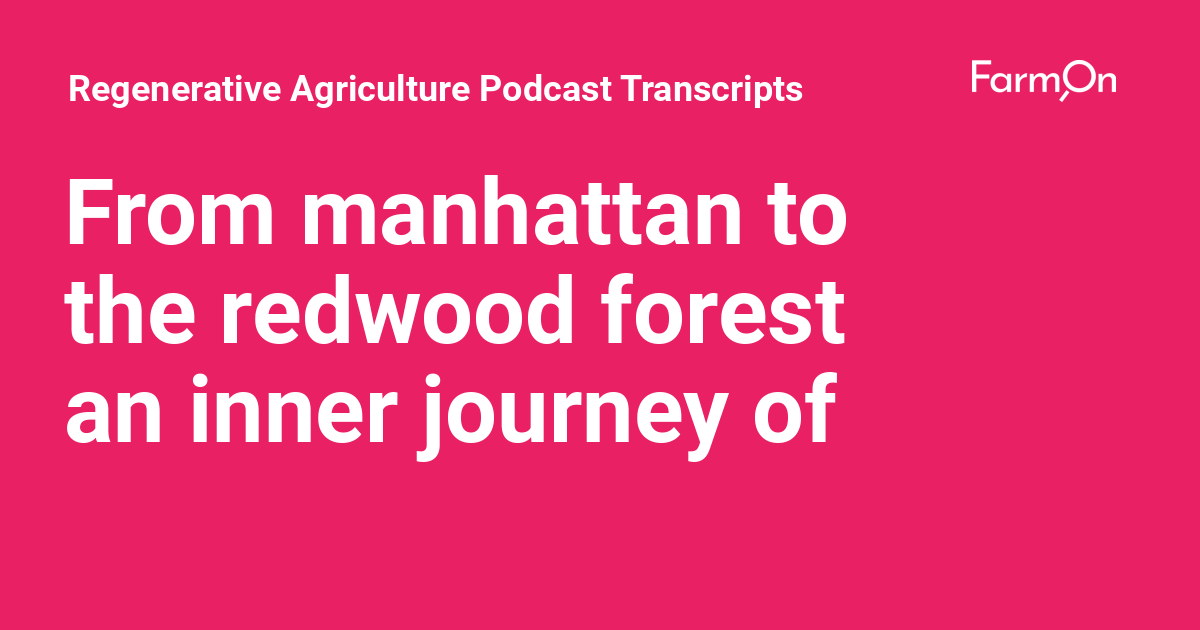 Regenerative Agriculture Podcast Transcripts
FarmOn
From manhattan to
the redwood forest
an inner journey of